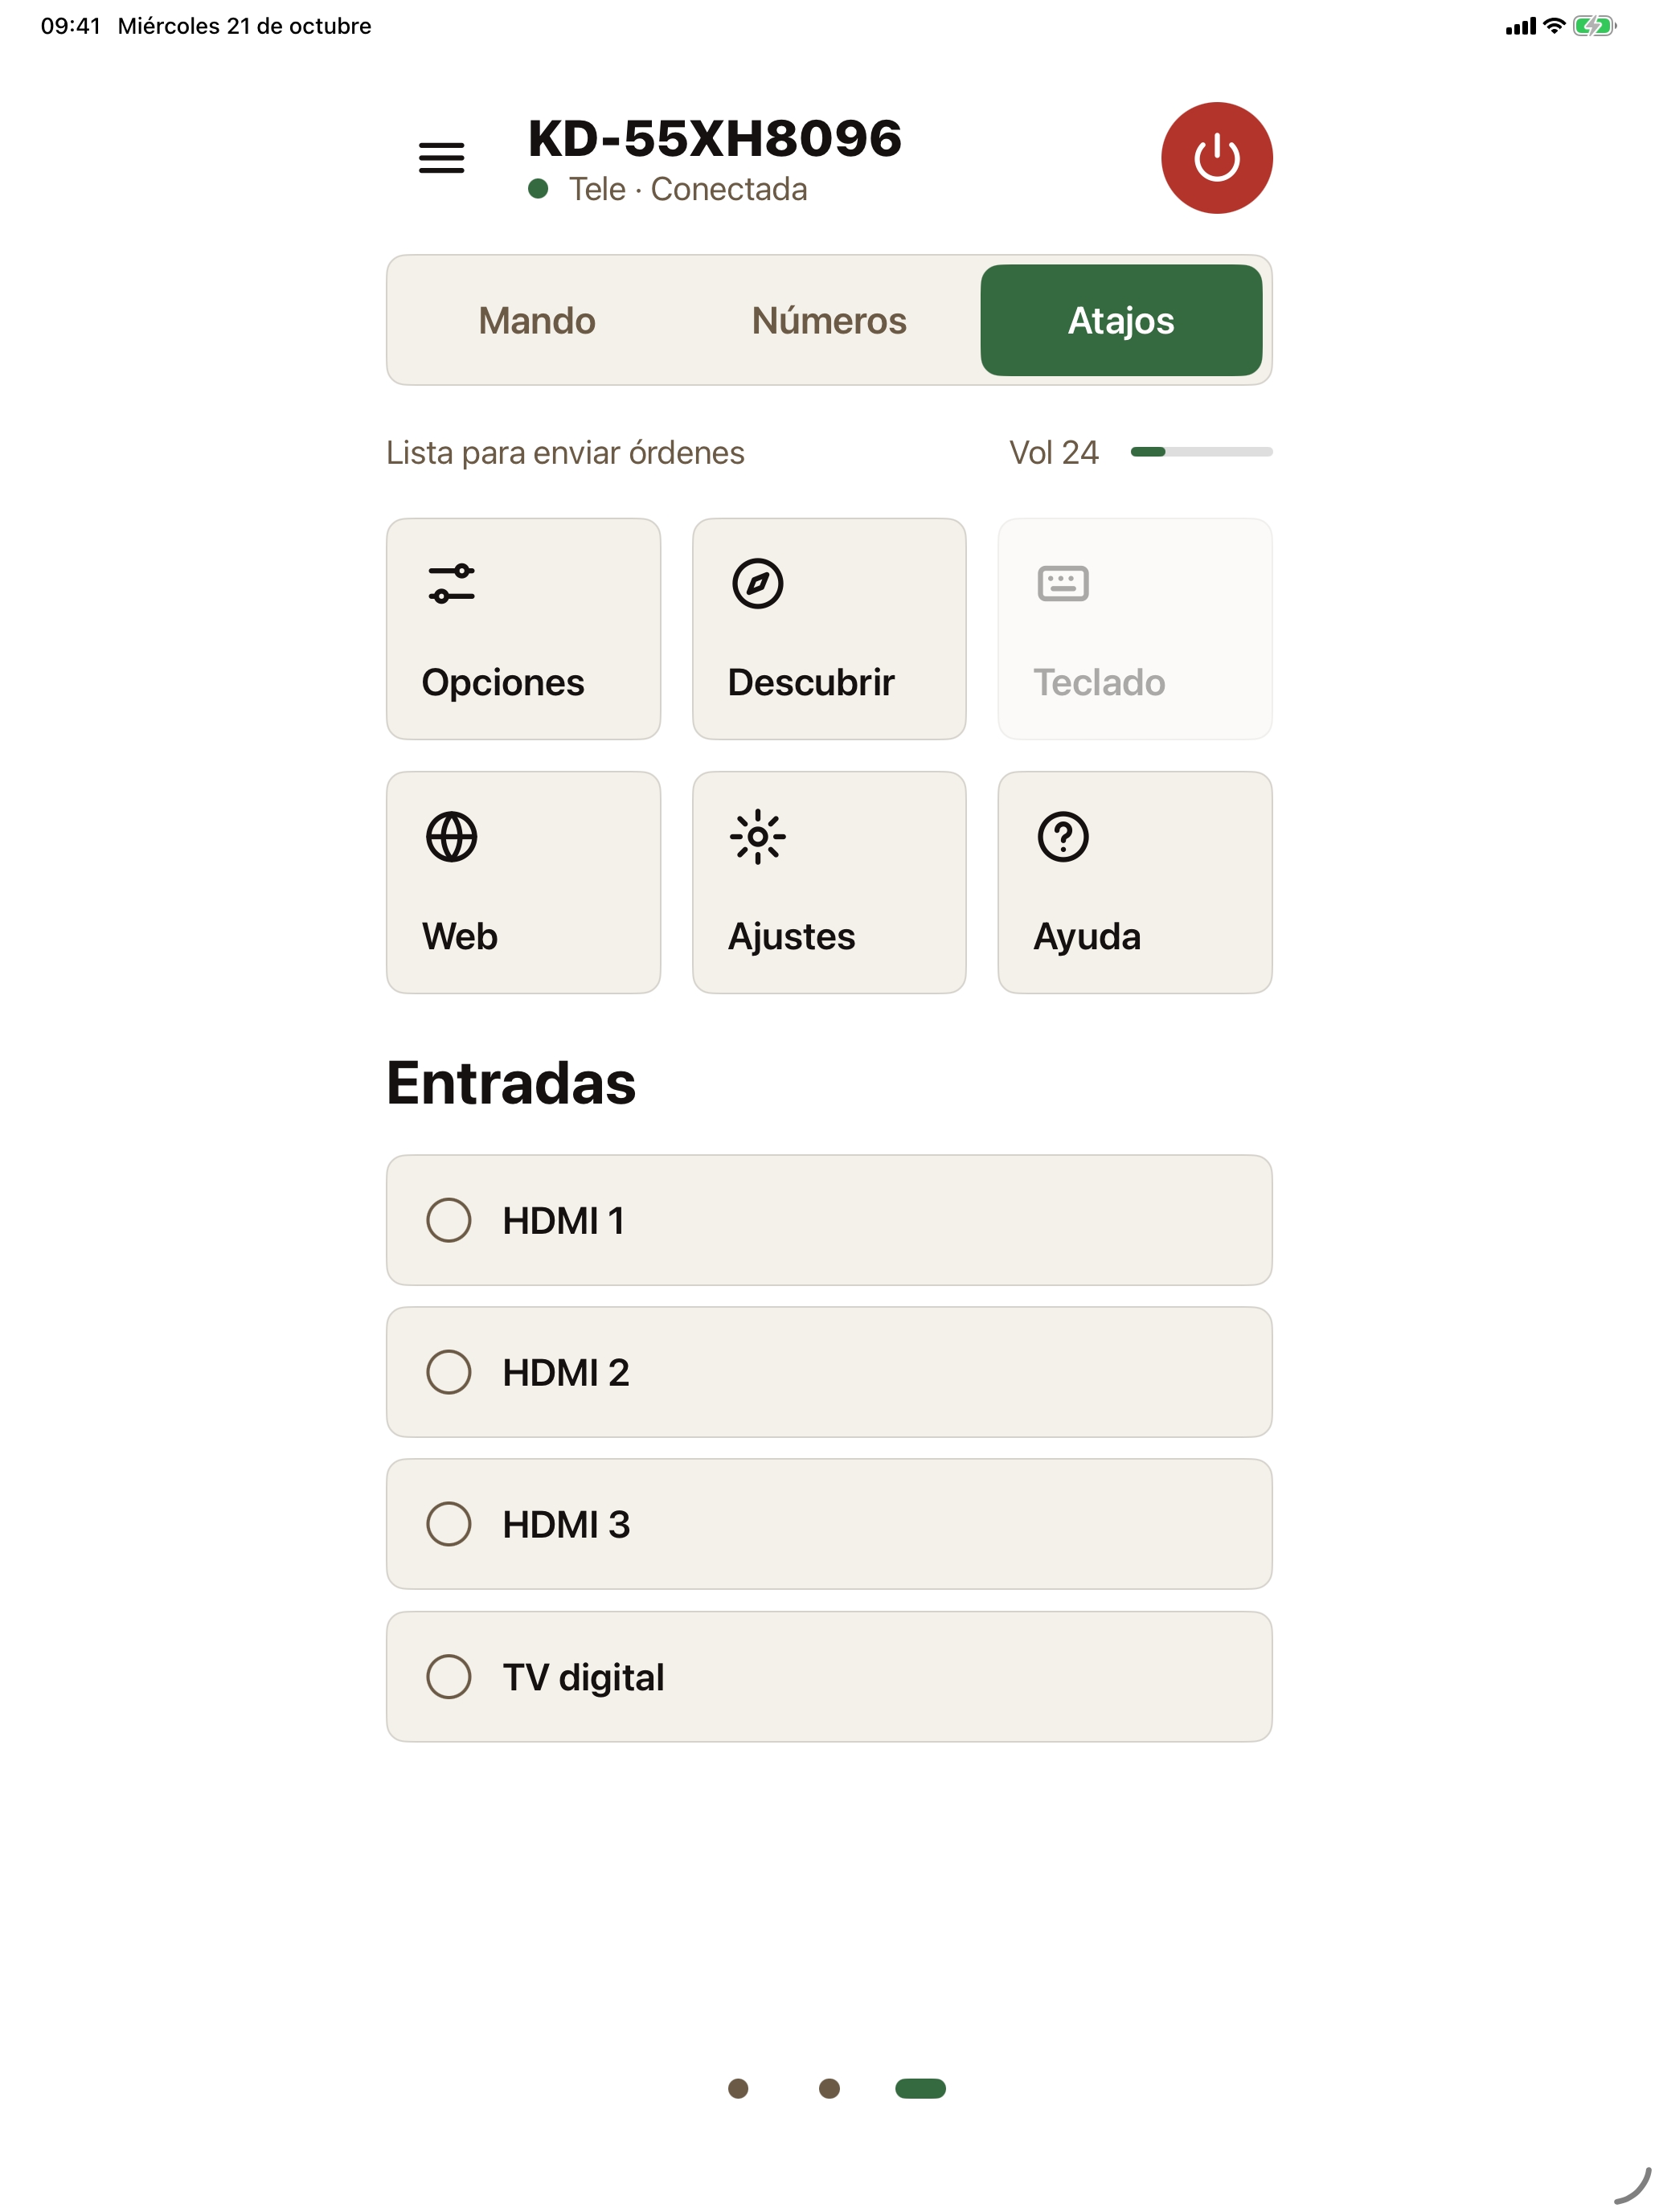 09:41 Miércoles 21 de octubre
KD-55XH8096
Tele · Conectada
Mando Números Atajos
Lista para enviar órdenes Vol 24
Opciones Descubrir Teclado
Web Ajustes Ayuda
Entradas
HDMI 1
HDMI 2
HDMI 3
TV digital